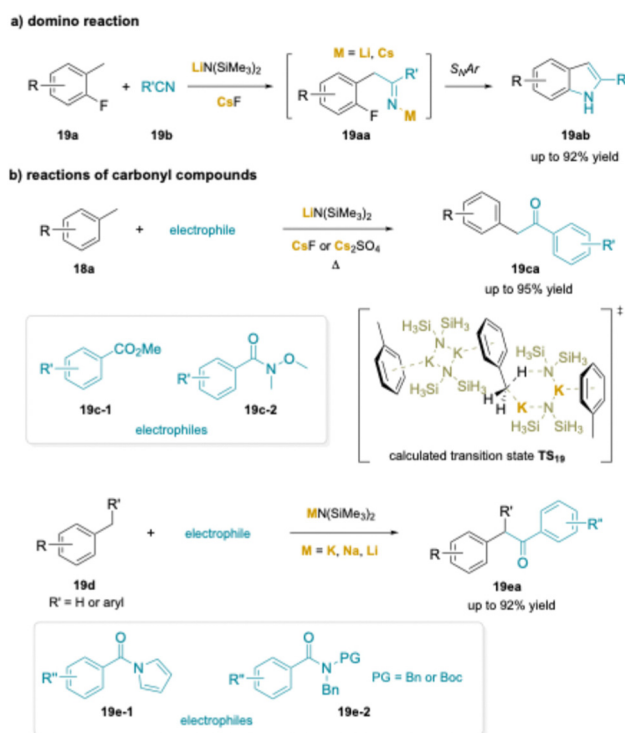 a) domino reaction
LiN(SiMe₃)₂
CsF
M = Li, Cs
SNAr
R
F
19a
+
R'CN
19b
R
R'
F
N
M
19aa
R
R
N
H
19ab
up to 92% yield
b) reactions of carbonyl compounds
R
18a
+
electrophile
LiN(SiMe₃)₂
CsF or Cs₂SO₄
Δ
R
O
R'
19ca
up to 95% yield
R'
CO₂Me
19c-1
R'
O
N
O
19c-2
electrophiles
H₃Si
SiH₃
N
K
K
N
H₃Si
SiH₃
H
H
H
H₃Si
SiH₃
N
K
K
N
H₃Si
SiH₃
‡
calculated transition state TS₁₉
R'
R
19d
R' = H or aryl
+
electrophile
MN(SiMe₃)₂
M = K, Na, Li
R'
R
O
R''
19ea
up to 92% yield
R''
O
N
19e-1
R''
O
N
PG
Bn
19e-2
PG = Bn or Boc
electrophiles